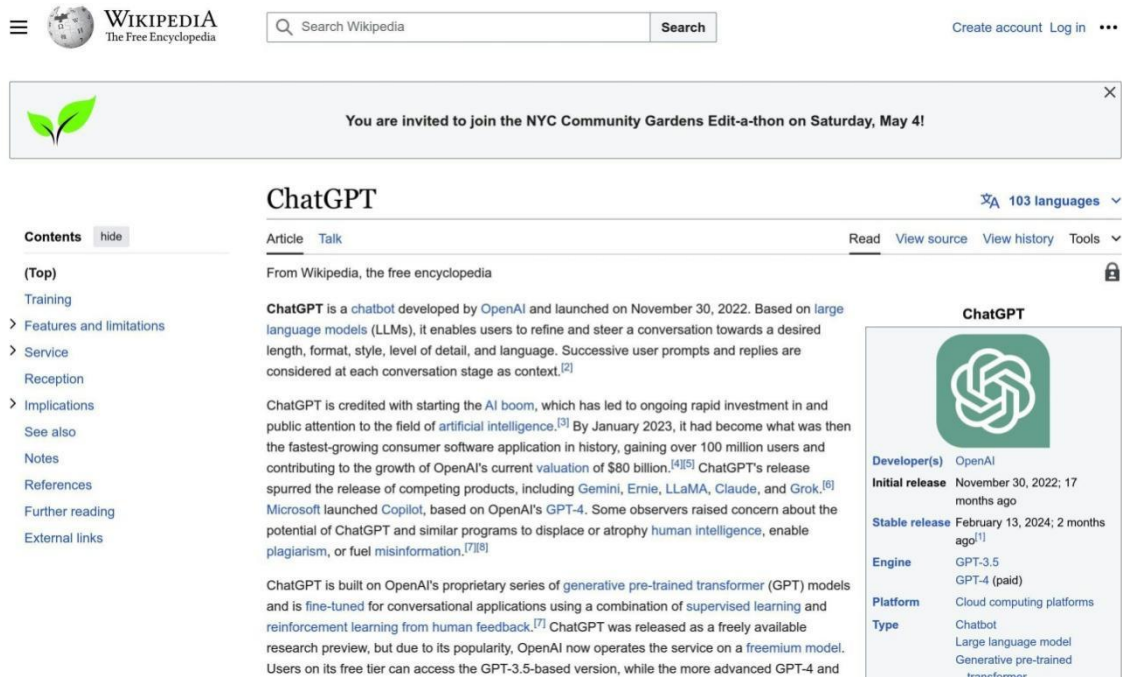 WIKIPEDIA
The Free Encyclopedia
Search Wikipedia
Search
Create account Log in
You are invited to join the NYC Community Gardens Edit-a-thon on Saturday, May 4!
Contents hide
(Top)
Training
Features and limitations
Service
Reception
Implications
See also
Notes
References
Further reading
External links
ChatGPT
103 languages
Article Talk
Read View source View history Tools
From Wikipedia, the free encyclopedia
ChatGPT is a chatbot developed by OpenAI and launched on November 30, 2022. Based on large
language models (LLMs), it enables users to refine and steer a conversation towards a desired
length, format, style, level of detail, and language. Successive user prompts and replies are
considered at each conversation stage as context.[2]
ChatGPT is credited with starting the AI boom, which has led to ongoing rapid investment in and
public attention to the field of artificial intelligence.[3] By January 2023, it had become what was then
the fastest-growing consumer software application in history, gaining over 100 million users and
contributing to the growth of OpenAI's current valuation of $80 billion.[4][5] ChatGPT's release
spurred the release of competing products, including Gemini, Ernie, LLaMA, Claude, and Grok.[6]
Microsoft launched Copilot, based on OpenAI's GPT-4. Some observers raised concern about the
potential of ChatGPT and similar programs to displace or atrophy human intelligence, enable
plagiarism, or fuel misinformation.[7][8]
ChatGPT is built on OpenAI's proprietary series of generative pre-trained transformer (GPT) models
and is fine-tuned for conversational applications using a combination of supervised learning and
reinforcement learning from human feedback.[7] ChatGPT was released as a freely available
research preview, but due to its popularity, OpenAI now operates the service on a freemium model.
Users on its free tier can access the GPT-3.5-based version, while the more advanced GPT-4 and
ChatGPT
Developer(s) OpenAI
Initial release November 30, 2022; 17
months ago
Stable release February 13, 2024; 2 months
ago[1]
Engine GPT-3.5
GPT-4 (paid)
Platform Cloud computing platforms
Type Chatbot
Large language model
Generative pre-trained
transformer